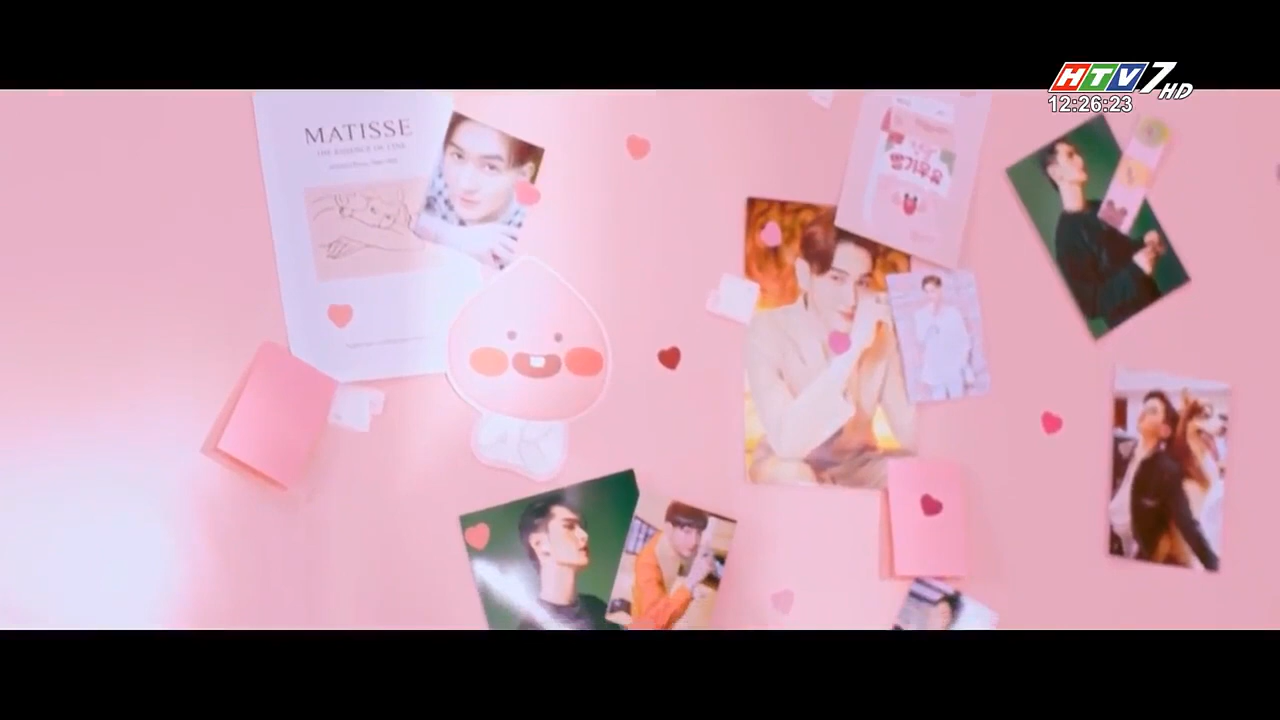 HTV7 HD
12:26:23
MATISSE
THE ESSENCE OF LINE
딸기우유